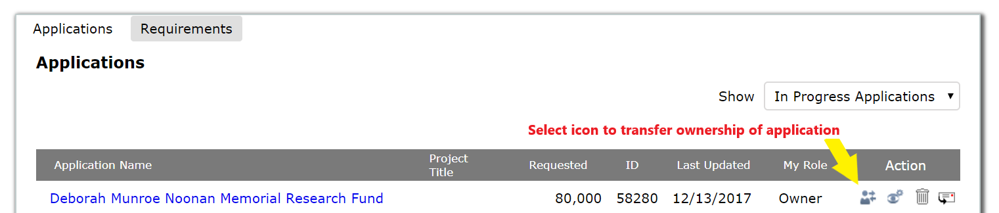 Applications Requirements
Applications
Show In Progress Applications
Select icon to transfer ownership of application
Application Name Project Title Requested ID Last Updated My Role Action
Deborah Munroe Noonan Memorial Research Fund 80,000 58280 12/13/2017 Owner